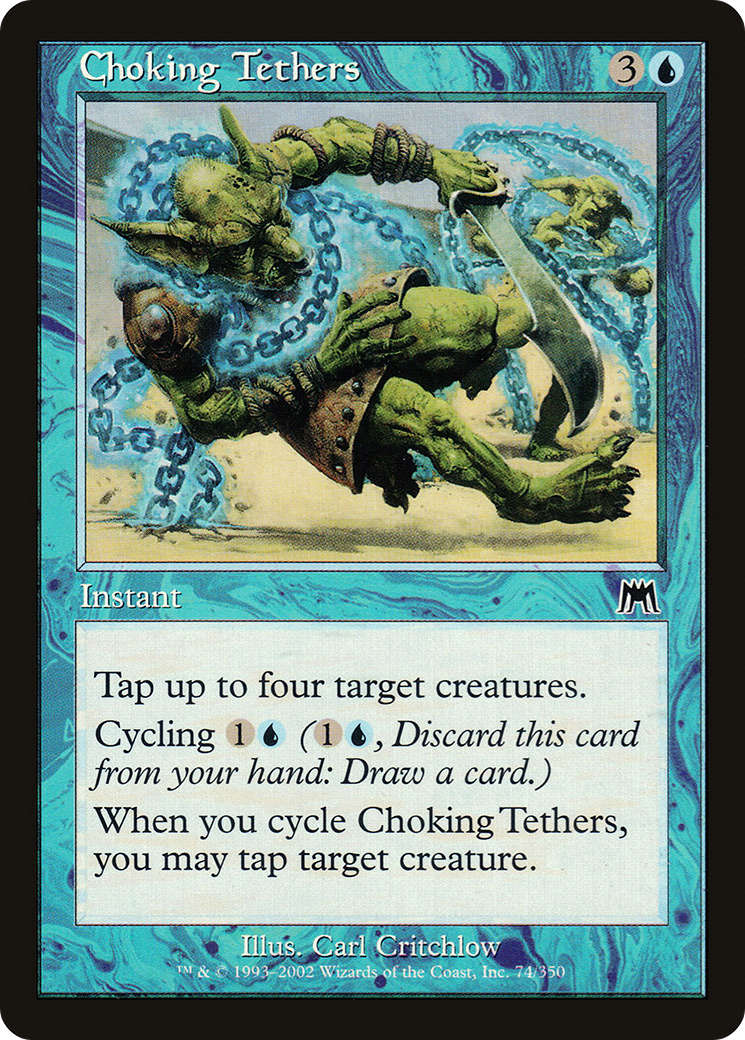 Choking Tethers 3
Instant
Tap up to four target creatures.
Cycling 1 (1, Discard this card
from your hand: Draw a card.)
When you cycle Choking Tethers,
you may tap target creature.
Illus. Carl Critchlow
™ & © 1993–2002 Wizards of the Coast, Inc. 74/350